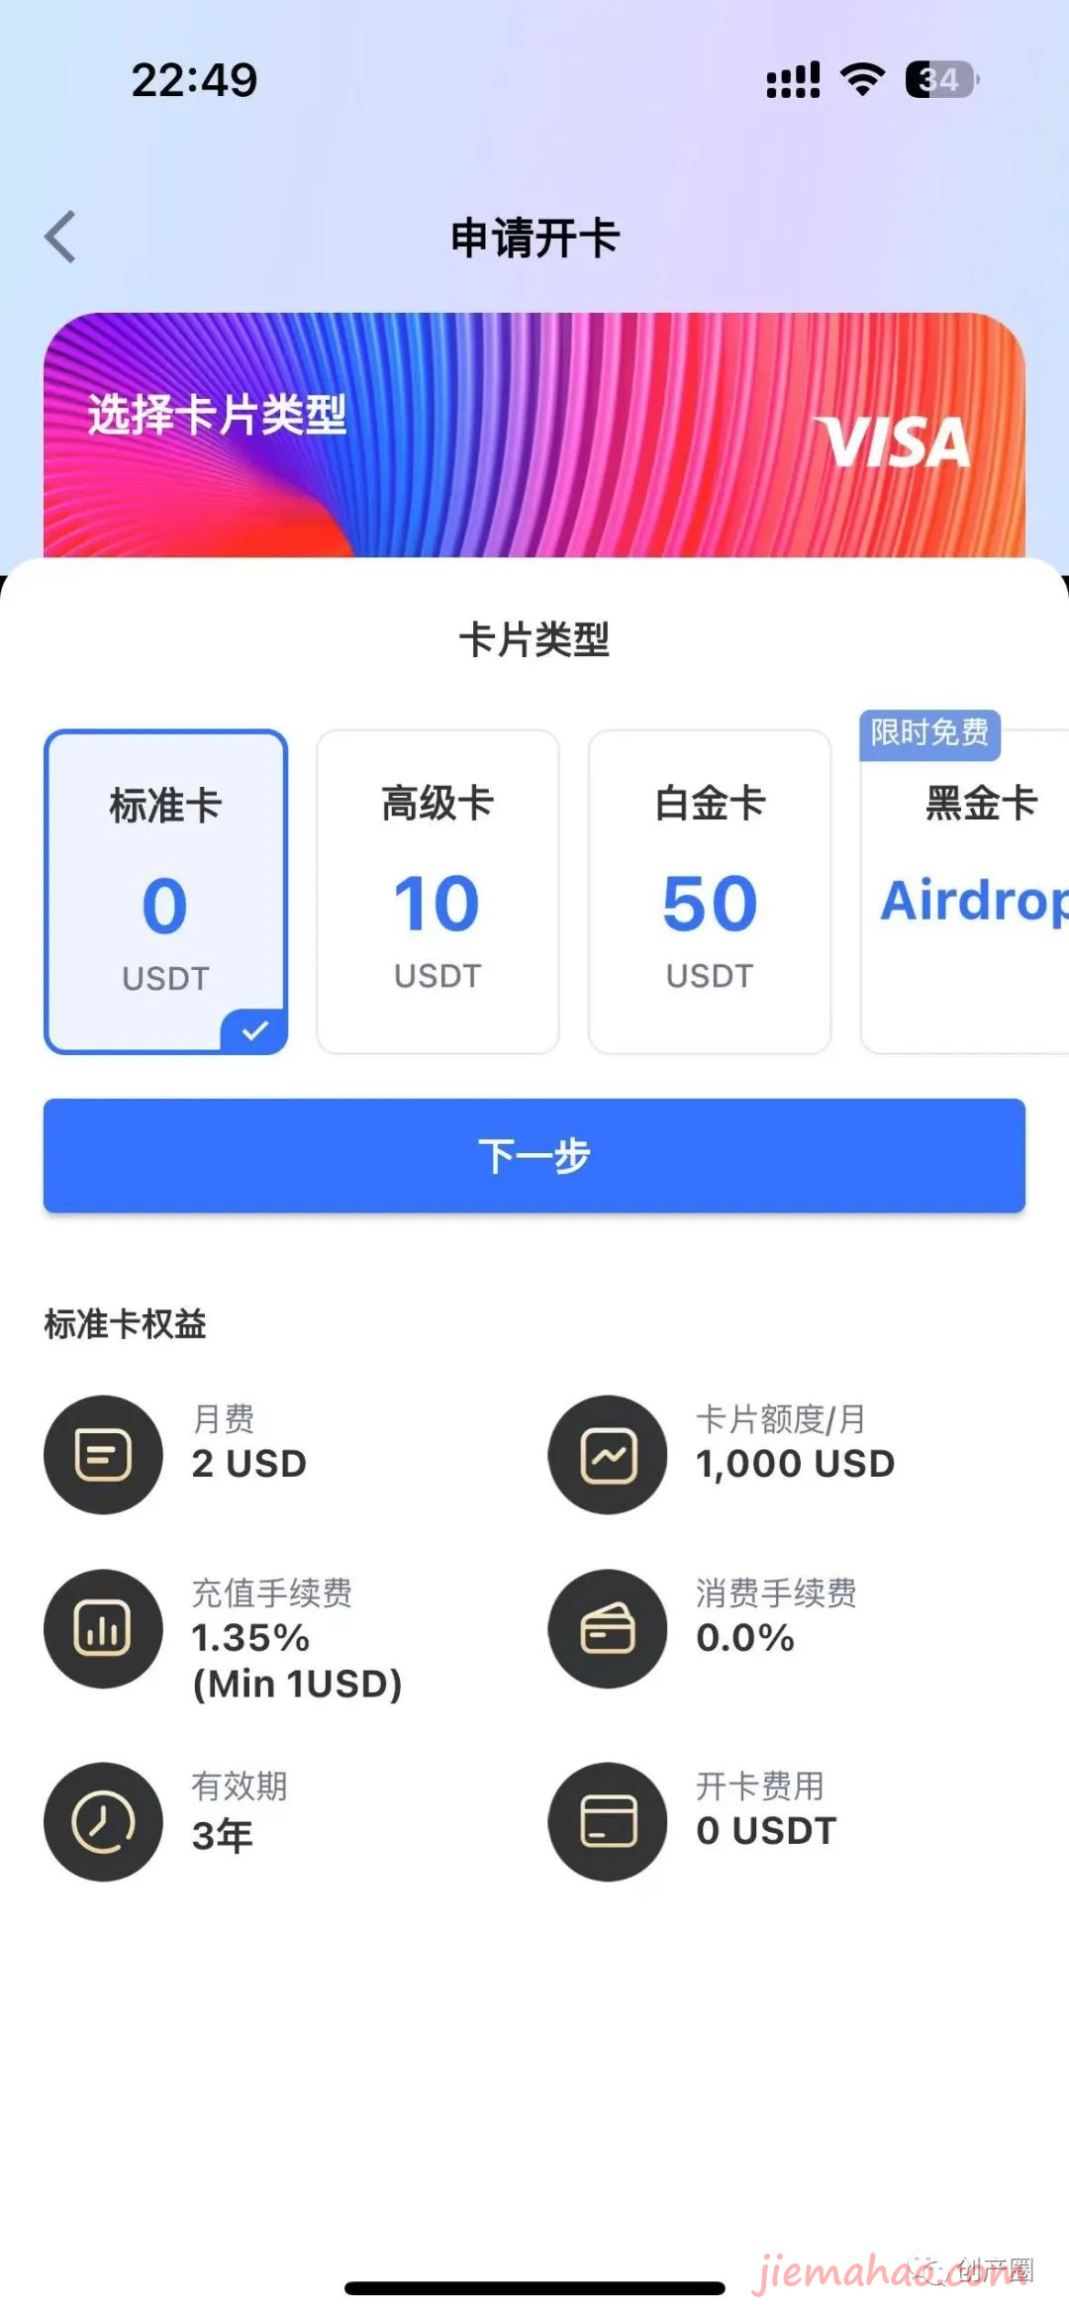 22:49
34
申请开卡
选择卡片类型
VISA
卡片类型
限时免费
标准卡
高级卡
白金卡
黑金卡
0
10
50
Airdrop
USDT
USDT
USDT
下一步
标准卡权益
月费
2 USD
卡片额度/月
1,000 USD
充值手续费
1.35%
(Min 1USD)
消费手续费
0.0%
有效期
3年
开卡费用
0 USDT
创产圈
jiemahao.com